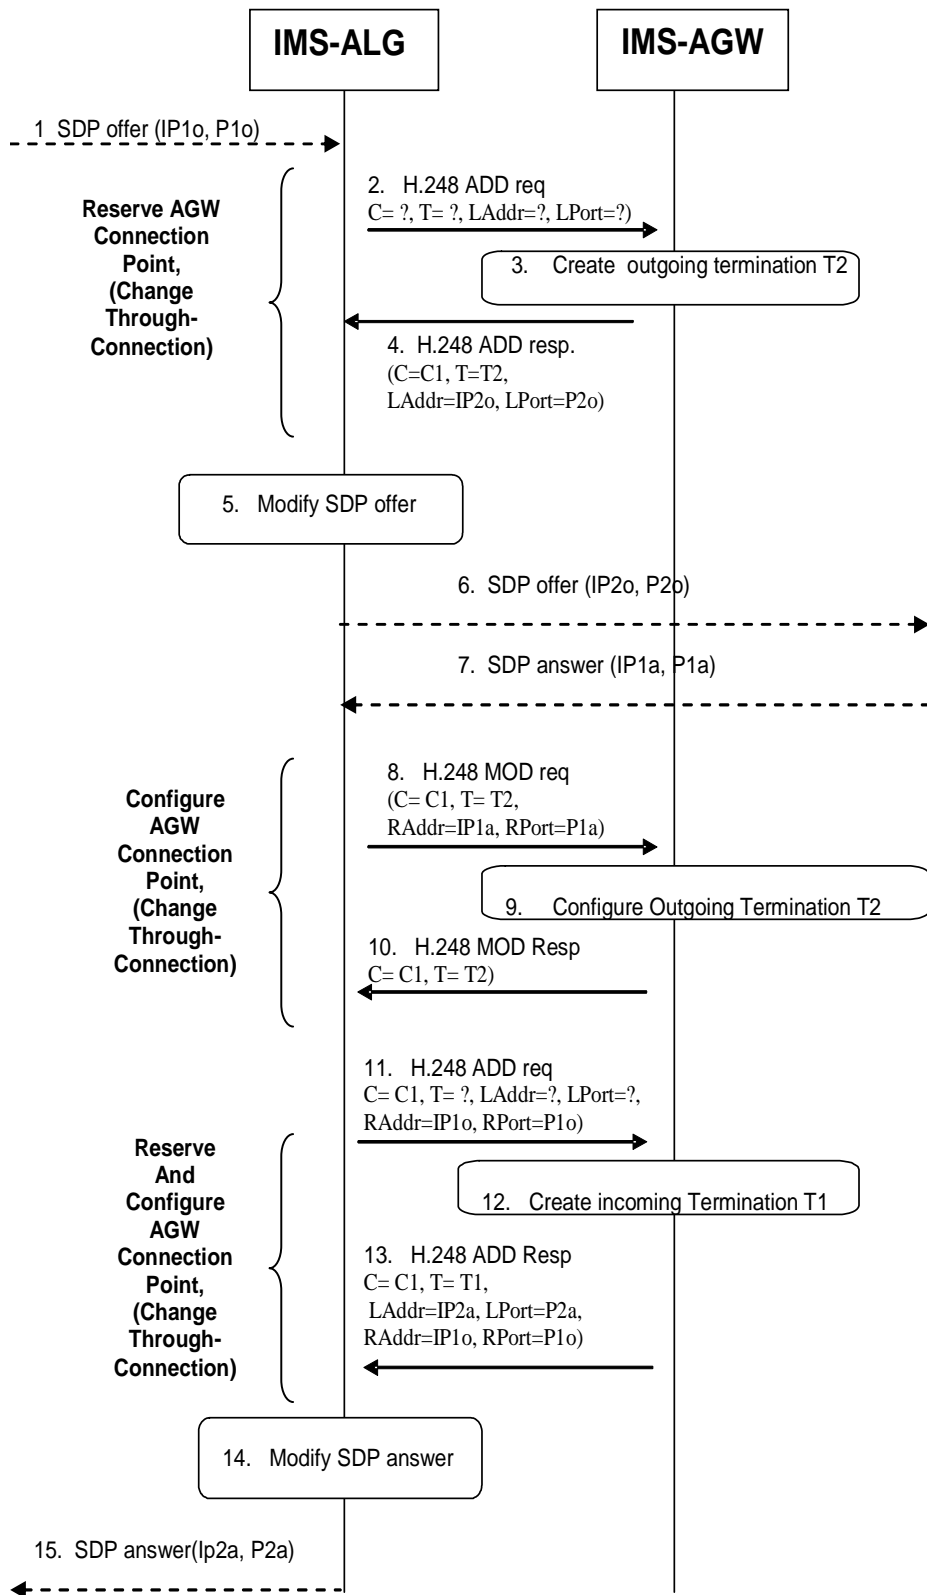 IMS-ALG
IMS-AGW
1 SDP offer (IP1o, P1o)
Reserve AGW
Connection
Point,
(Change
Through-
Connection)
2. H.248 ADD req
C= ?, T= ?, LAddr=?, LPort=?)
3. Create outgoing termination T2
4. H.248 ADD resp.
(C=C1, T=T2,
LAddr=IP2o, LPort=P2o)
5. Modify SDP offer
6. SDP offer (IP2o, P2o)
7. SDP answer (IP1a, P1a)
Configure
AGW
Connection
Point,
(Change
Through-
Connection)
8. H.248 MOD req
(C= C1, T= T2,
RAddr=IP1a, RPort=P1a)
9. Configure Outgoing Termination T2
10. H.248 MOD Resp
C= C1, T= T2)
11. H.248 ADD req
C= C1, T= ?, LAddr=?, LPort=?,
RAddr=IP1o, RPort=P1o)
Reserve
And
Configure
AGW
Connection
Point,
(Change
Through-
Connection)
12. Create incoming Termination T1
13. H.248 ADD Resp
C= C1, T= T1,
LAddr=IP2a, LPort=P2a,
RAddr=IP1o, RPort=P1o)
14. Modify SDP answer
15. SDP answer(Ip2a, P2a)